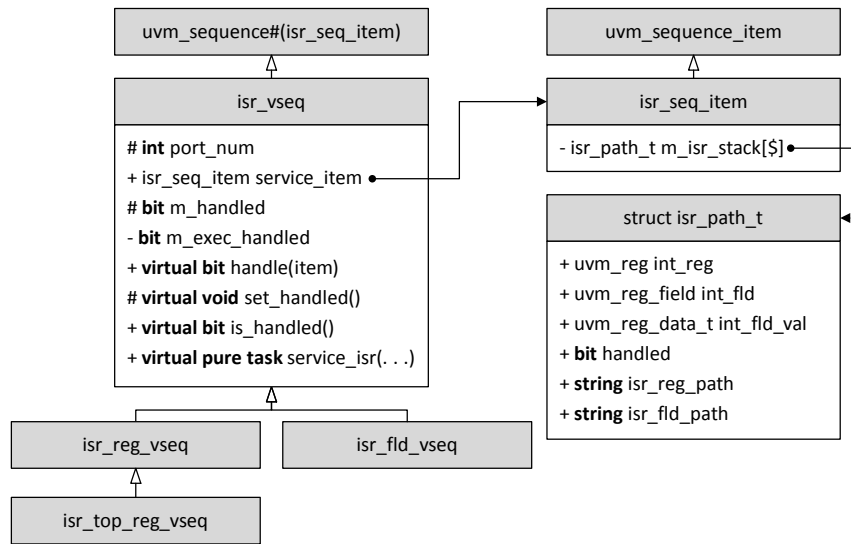 uvm_sequence#(isr_seq_item)
isr_vseq
# int port_num
+ isr_seq_item service_item
# bit m_handled
- bit m_exec_handled
+ virtual bit handle(item)
# virtual void set_handled()
+ virtual bit is_handled()
+ virtual pure task service_isr(. . .)
isr_reg_vseq
isr_fld_vseq
isr_top_reg_vseq
uvm_sequence_item
isr_seq_item
- isr_path_t m_isr_stack[$]
struct isr_path_t
+ uvm_reg int_reg
+ uvm_reg_field int_fld
+ uvm_reg_data_t int_fld_val
+ bit handled
+ string isr_reg_path
+ string isr_fld_path